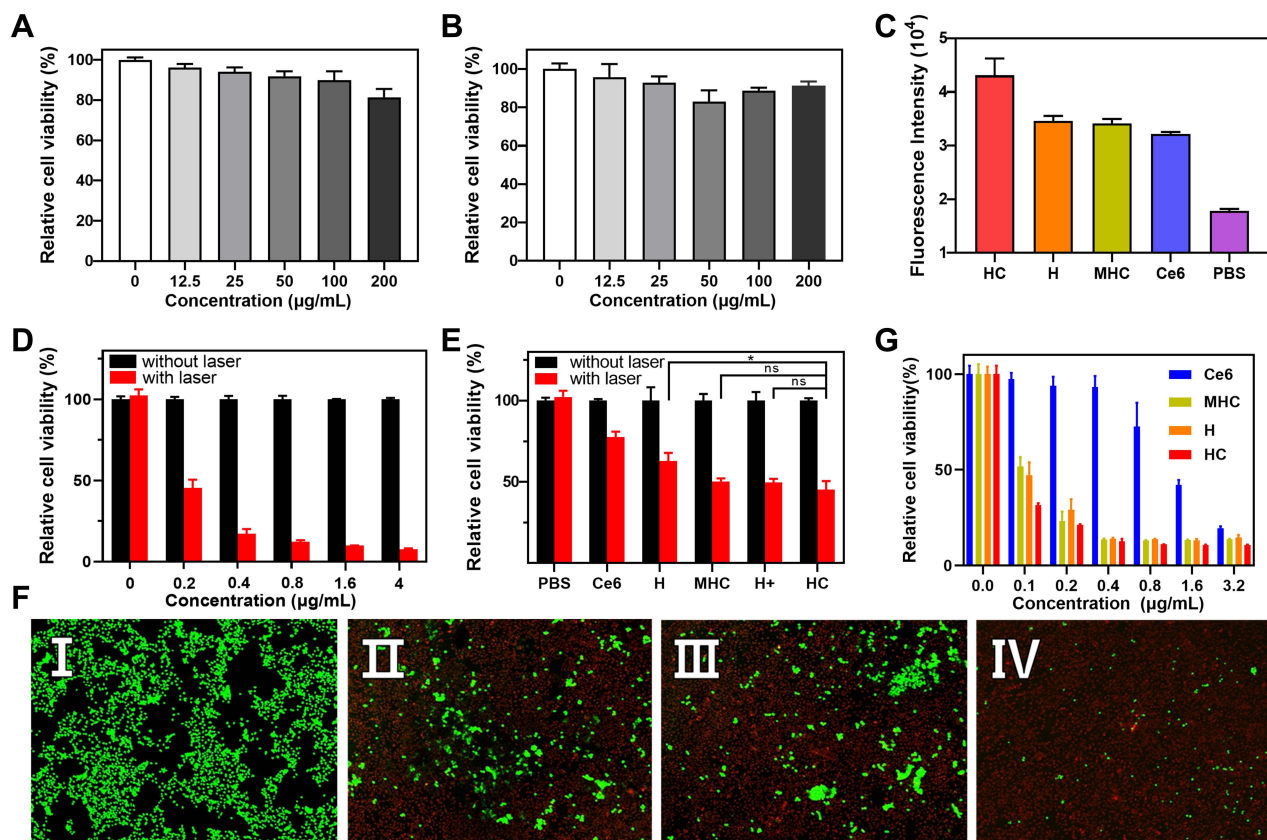 A
Relative cell viability (%)
100
80
60
40
20
0
0 12.5 25 50 100 200
Concentration (μg/mL)
B
Relative cell viability (%)
100
80
60
40
20
0
0 12.5 25 50 100 200
Concentration (μg/mL)
C
Fluorescence Intensity (10⁴)
5
4
3
2
1
HC H MHC Ce6 PBS
D
Relative cell viability (%)
without laser
with laser
100
50
0
0 0.2 0.4 0.8 1.6 4
Concentration (μg/mL)
E
Relative cell viability (%)
without laser
with laser
*
ns
ns
100
50
PBS Ce6 H MHC H+ HC
G
Relative cell viabilitiy(%)
Ce6
MHC
H
HC
100
50
0
0.0 0.1 0.2 0.4 0.8 1.6 3.2
Concentration (μg/mL)
F
I
II
III
IV